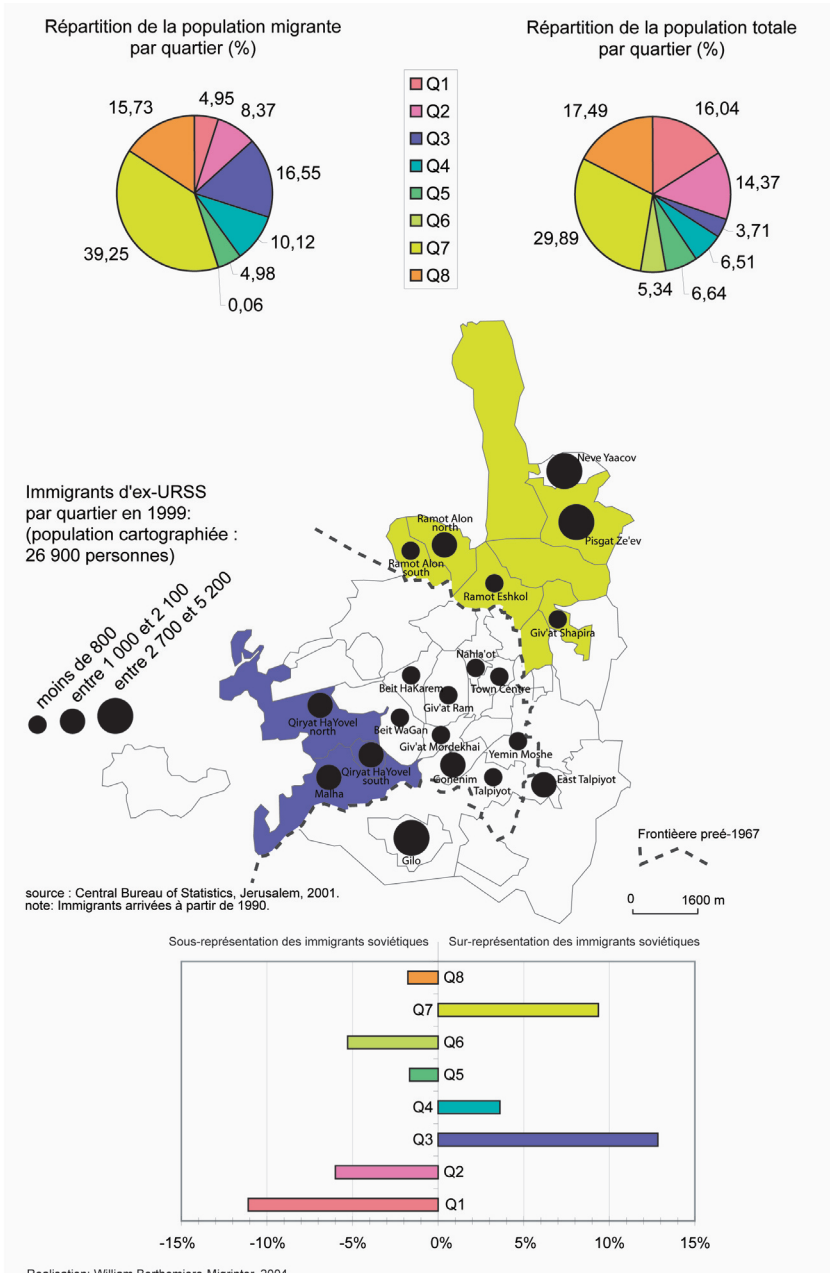 Répartition de la population migrante
par quartier (%)
Répartition de la population totale
par quartier (%)
4,95
8,37
16,55
10,12
4,98
0,06
39,25
15,73
Q1
Q2
Q3
Q4
Q5
Q6
Q7
Q8
16,04
14,37
3,71
6,51
6,64
5,34
29,89
17,49
Immigrants d'ex-URSS
par quartier en 1999:
(population cartographiée :
26 900 personnes)
moins de 800
entre 1 000 et 2 100
entre 2 700 et 5 200
Neve Yaacov
Pisgat Ze'ev
Ramot Alon
north
Ramot Alon
south
Ramot Eshkol
Giv'at Shapira
Nahla'ot
Town Centre
Beit HaKarem
Giv'at Ram
Qiryat HaYovel
north
Beit WaGan
Giv'at Mordekhai
Yemin Moshe
Qiryat HaYovel
south
Malha
Gonenim
Talpiyot
East Talpiyot
Gilo
Frontièere preé-1967
0 1600 m
source : Central Bureau of Statistics, Jerusalem, 2001.
note: Immigrants arrivées à partir de 1990.
Sous-représentation des immigrants soviétiques
Sur-représentation des immigrants soviétiques
Q8
Q7
Q6
Q5
Q4
Q3
Q2
Q1
-15% -10% -5% 0% 5% 10% 15%
Realisation: William Berthomiere-Migrinter, 2004